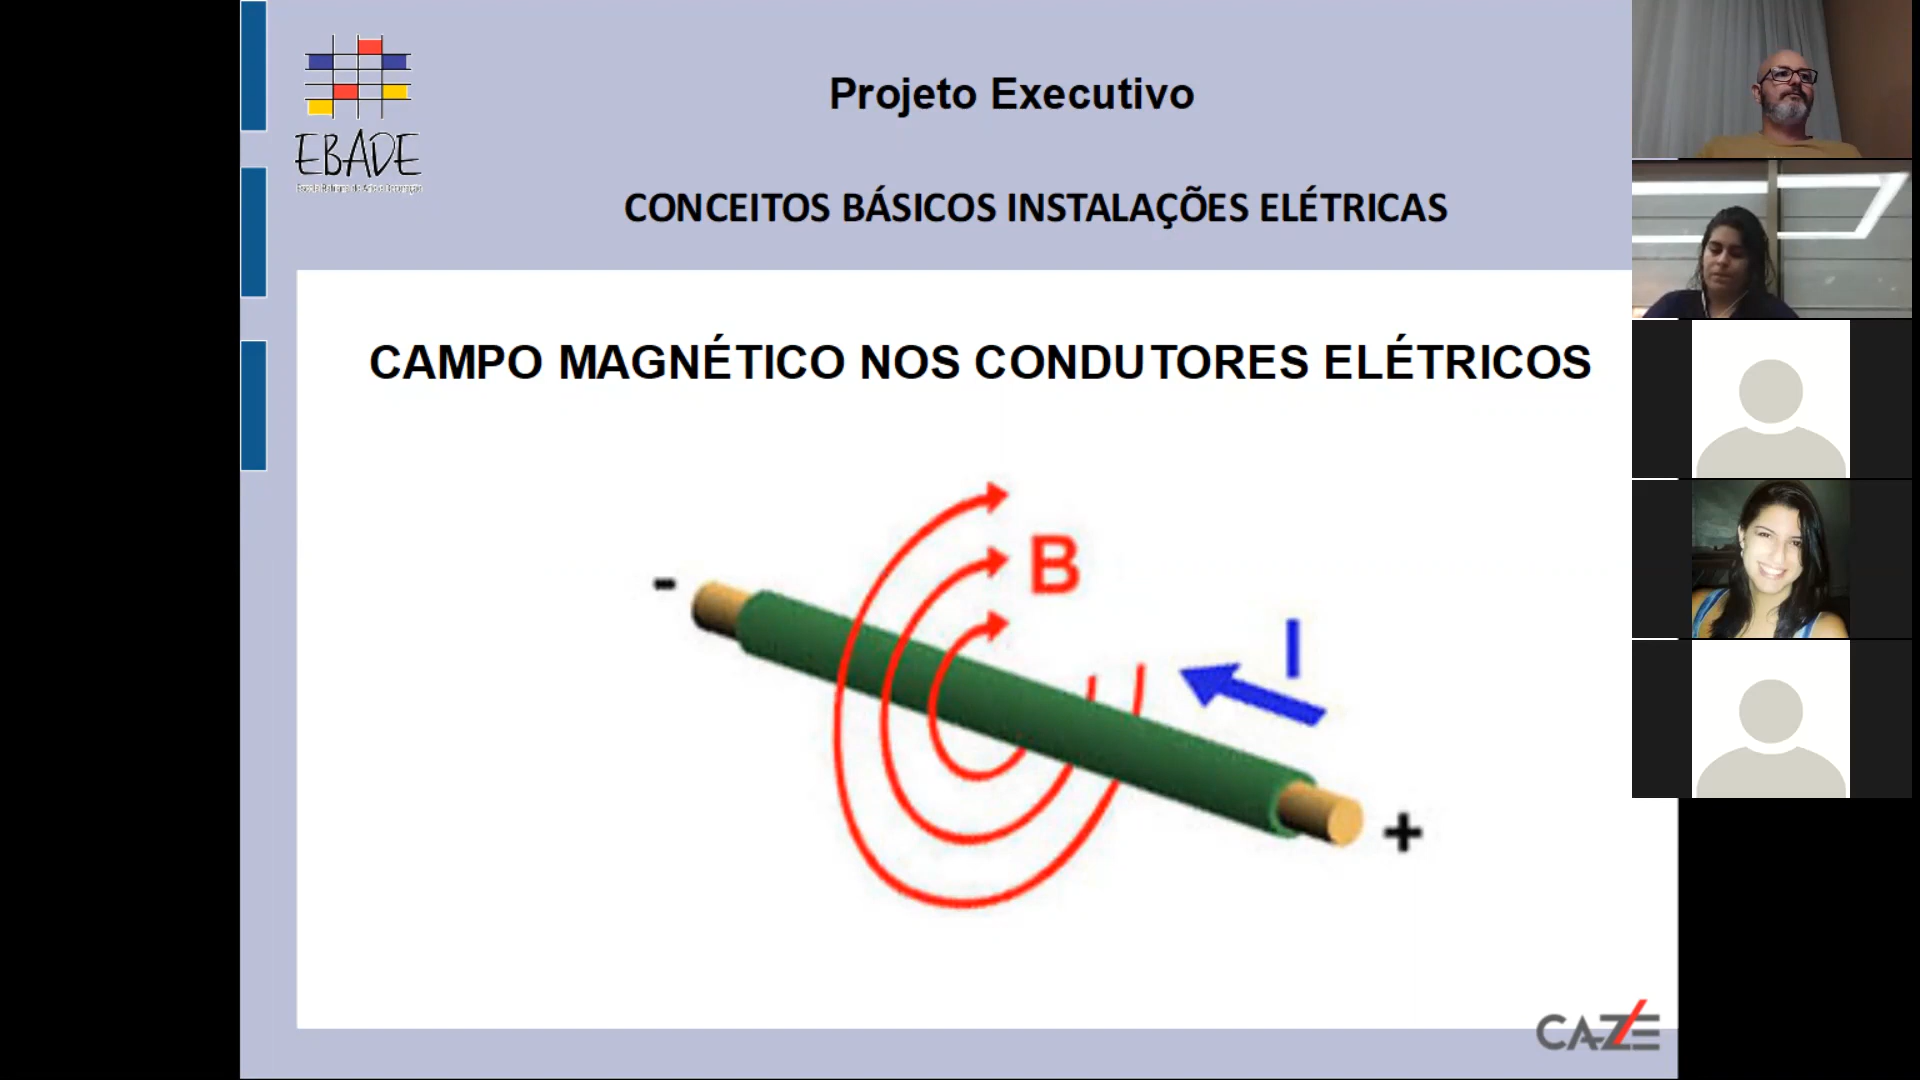 EBADE
Projeto Executivo
CONCEITOS BÁSICOS INSTALAÇÕES ELÉTRICAS
CAMPO MAGNÉTICO NOS CONDUTORES ELÉTRICOS
B
-
I
+
CAZE